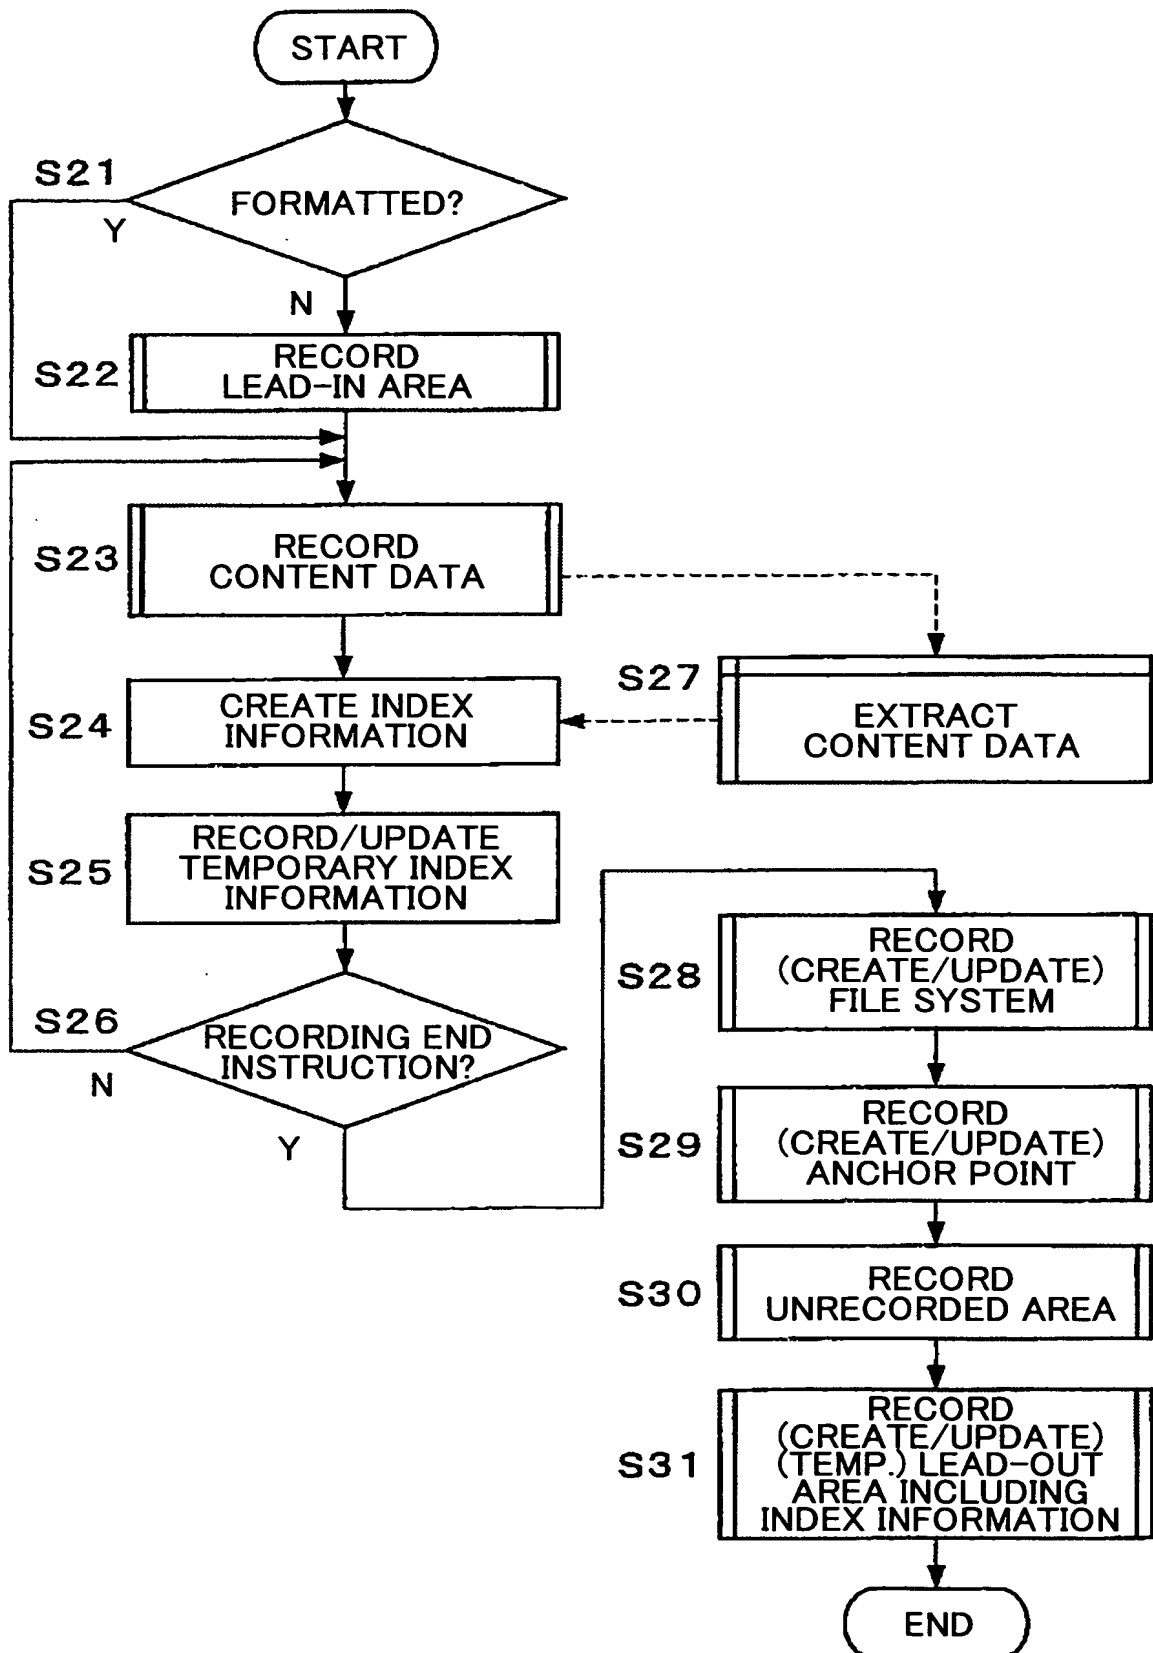 START
S21
FORMATTED?
Y
N
S22
RECORD
LEAD-IN AREA
S23
RECORD
CONTENT DATA
S27
EXTRACT
CONTENT DATA
S24
CREATE INDEX
INFORMATION
S25
RECORD/UPDATE
TEMPORARY INDEX
INFORMATION
S26
RECORDING END
INSTRUCTION?
N
Y
S28
RECORD
(CREATE/UPDATE)
FILE SYSTEM
S29
RECORD
(CREATE/UPDATE)
ANCHOR POINT
S30
RECORD
UNRECORDED AREA
S31
RECORD
(CREATE/UPDATE)
(TEMP.) LEAD-OUT
AREA INCLUDING
INDEX INFORMATION
END